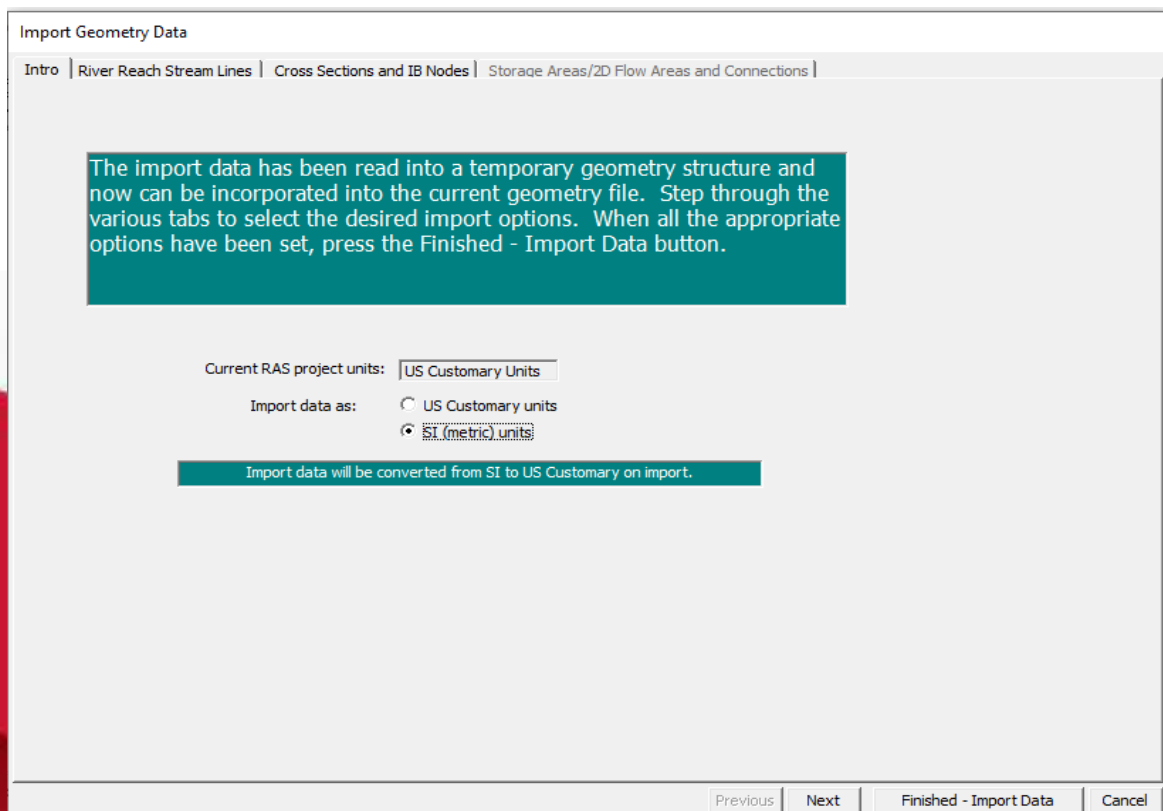 Import Geometry Data
Intro River Reach Stream Lines Cross Sections and IB Nodes Storage Areas/2D Flow Areas and Connections
The import data has been read into a temporary geometry structure and
now can be incorporated into the current geometry file.  Step through the
various tabs to select the desired import options.  When all the appropriate
options have been set, press the Finished - Import Data button.
Current RAS project units: US Customary Units
Import data as: US Customary units
SI (metric) units
Import data will be converted from SI to US Customary on import.
Previous Next Finished - Import Data Cancel